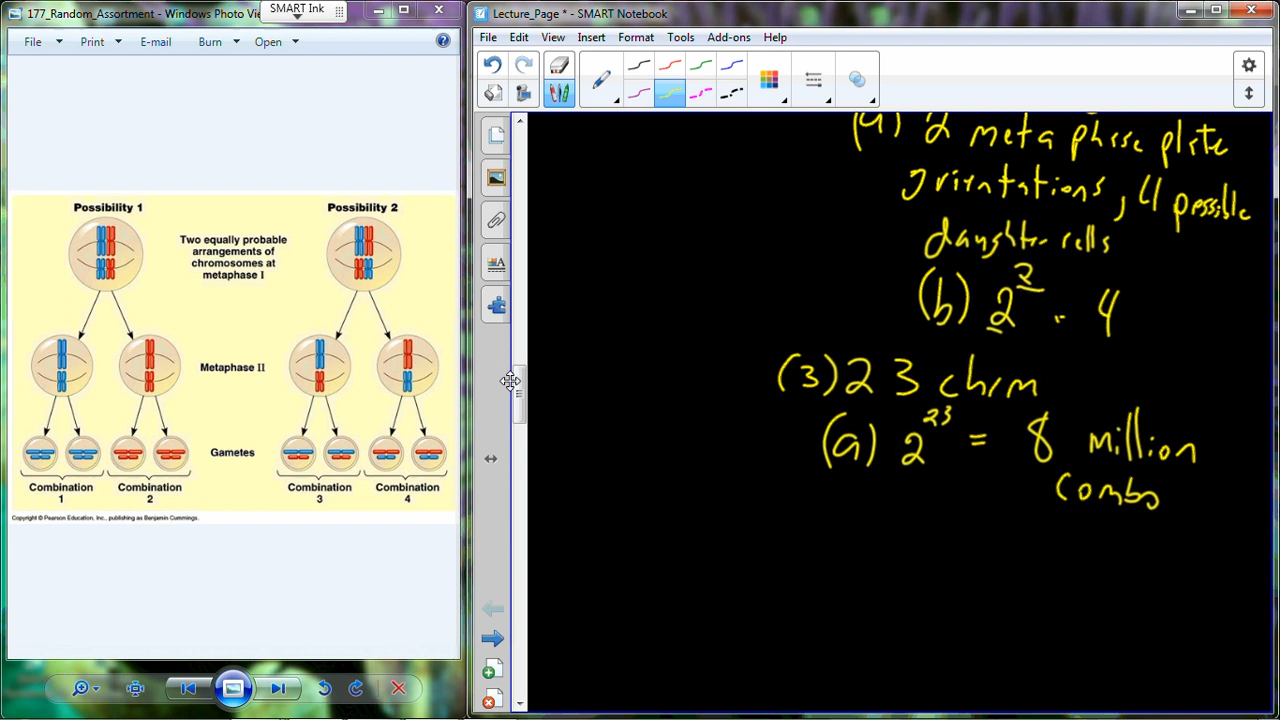 177_Random_Assortment - Windows Photo Vie
SMART Ink
File Print E-mail Burn Open
Possibility 1
Possibility 2
Two equally probable
arrangements of
chromosomes at
metaphase I
Metaphase II
Gametes
Combination
1
Combination
2
Combination
3
Combination
4
Copyright © Pearson Education, Inc., publishing as Benjamin Cummings.
Lecture_Page * - SMART Notebook
File Edit View Insert Format Tools Add-ons Help
(a) 2 metaphase plate
orientations, 4 possible
daughter cells
(b) 2² = 4
(3) 23 chrm
(a) 2²³ = 8 million
combos